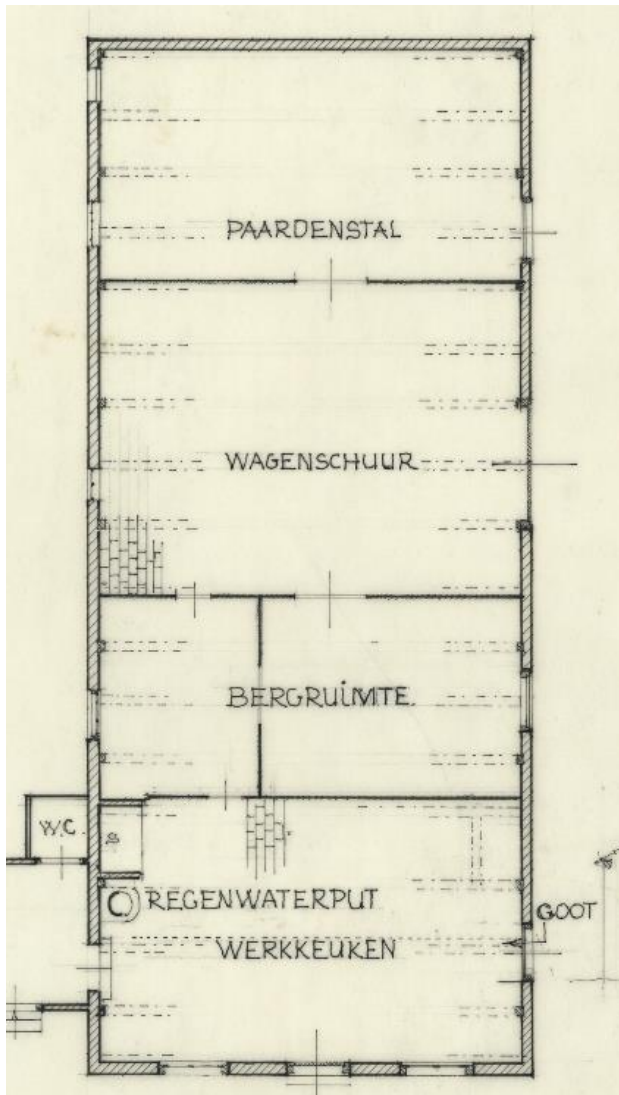 PAARDENSTAL
WAGENSCHUUR
BERGRUIMTE.
W.C.
REGENWATERPUT
GOOT
WERKKEUKEN